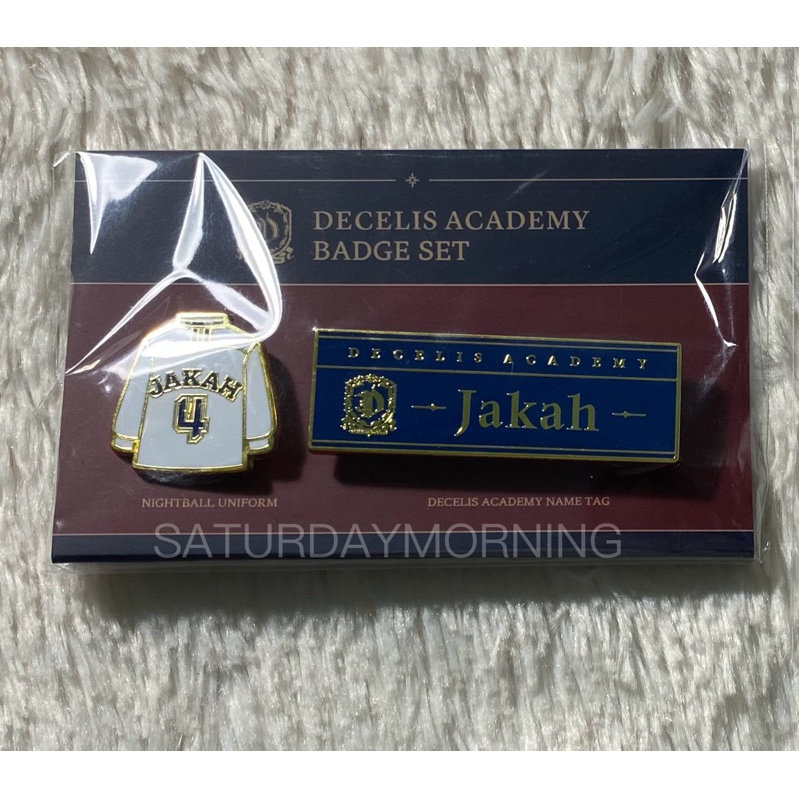 DECELIS ACADEMY
BADGE SET
JAKAH
4
DECELIS ACADEMY
Jakah
NIGHTBALL UNIFORM
DECELIS ACADEMY NAME TAG
SATURDAYMORNING